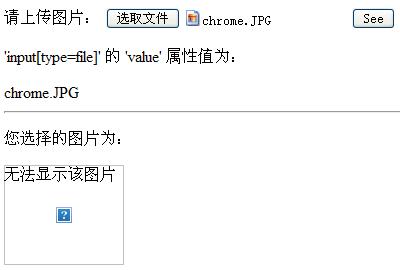 请上传图片： 选取文件 chrome.JPG See
'input[type=file]' 的 'value' 属性值为：
chrome.JPG
您选择的图片为：
无法显示该图片
?